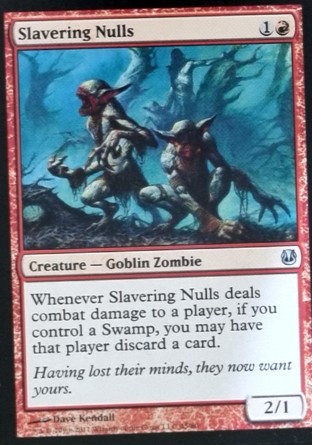 Slavering Nulls 1
Creature — Goblin Zombie
Whenever Slavering Nulls deals
combat damage to a player, if you
control a Swamp, you may have
that player discard a card.
Having lost their minds, they now want
yours.
Dave Kendall
2/1